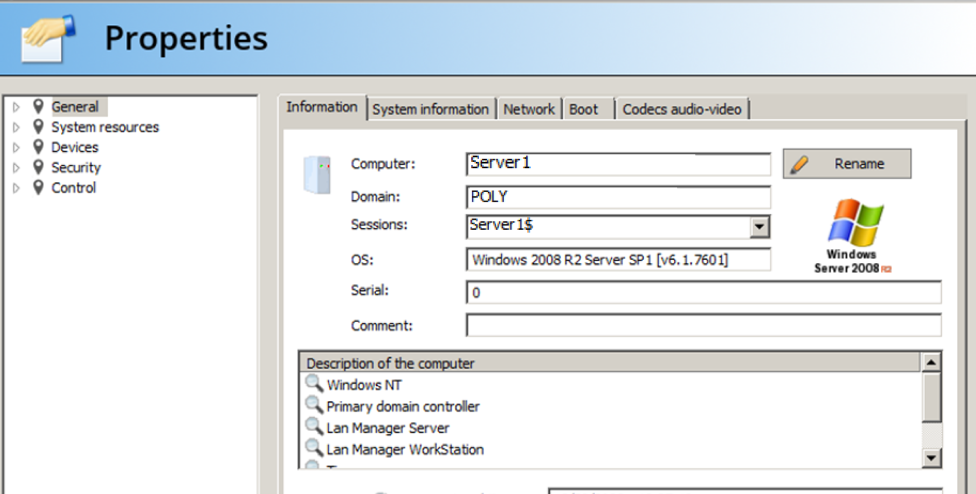 Properties
General
System resources
Devices
Security
Control
Information System information Network Boot Codecs audio-video
Computer: Server1 Rename
Domain: POLY
Sessions: Server1$
OS: Windows 2008 R2 Server SP1 [v6.1.7601]
Windows
Server 2008 R2
Serial: 0
Comment:
Description of the computer
Windows NT
Primary domain controller
Lan Manager Server
Lan Manager WorkStation